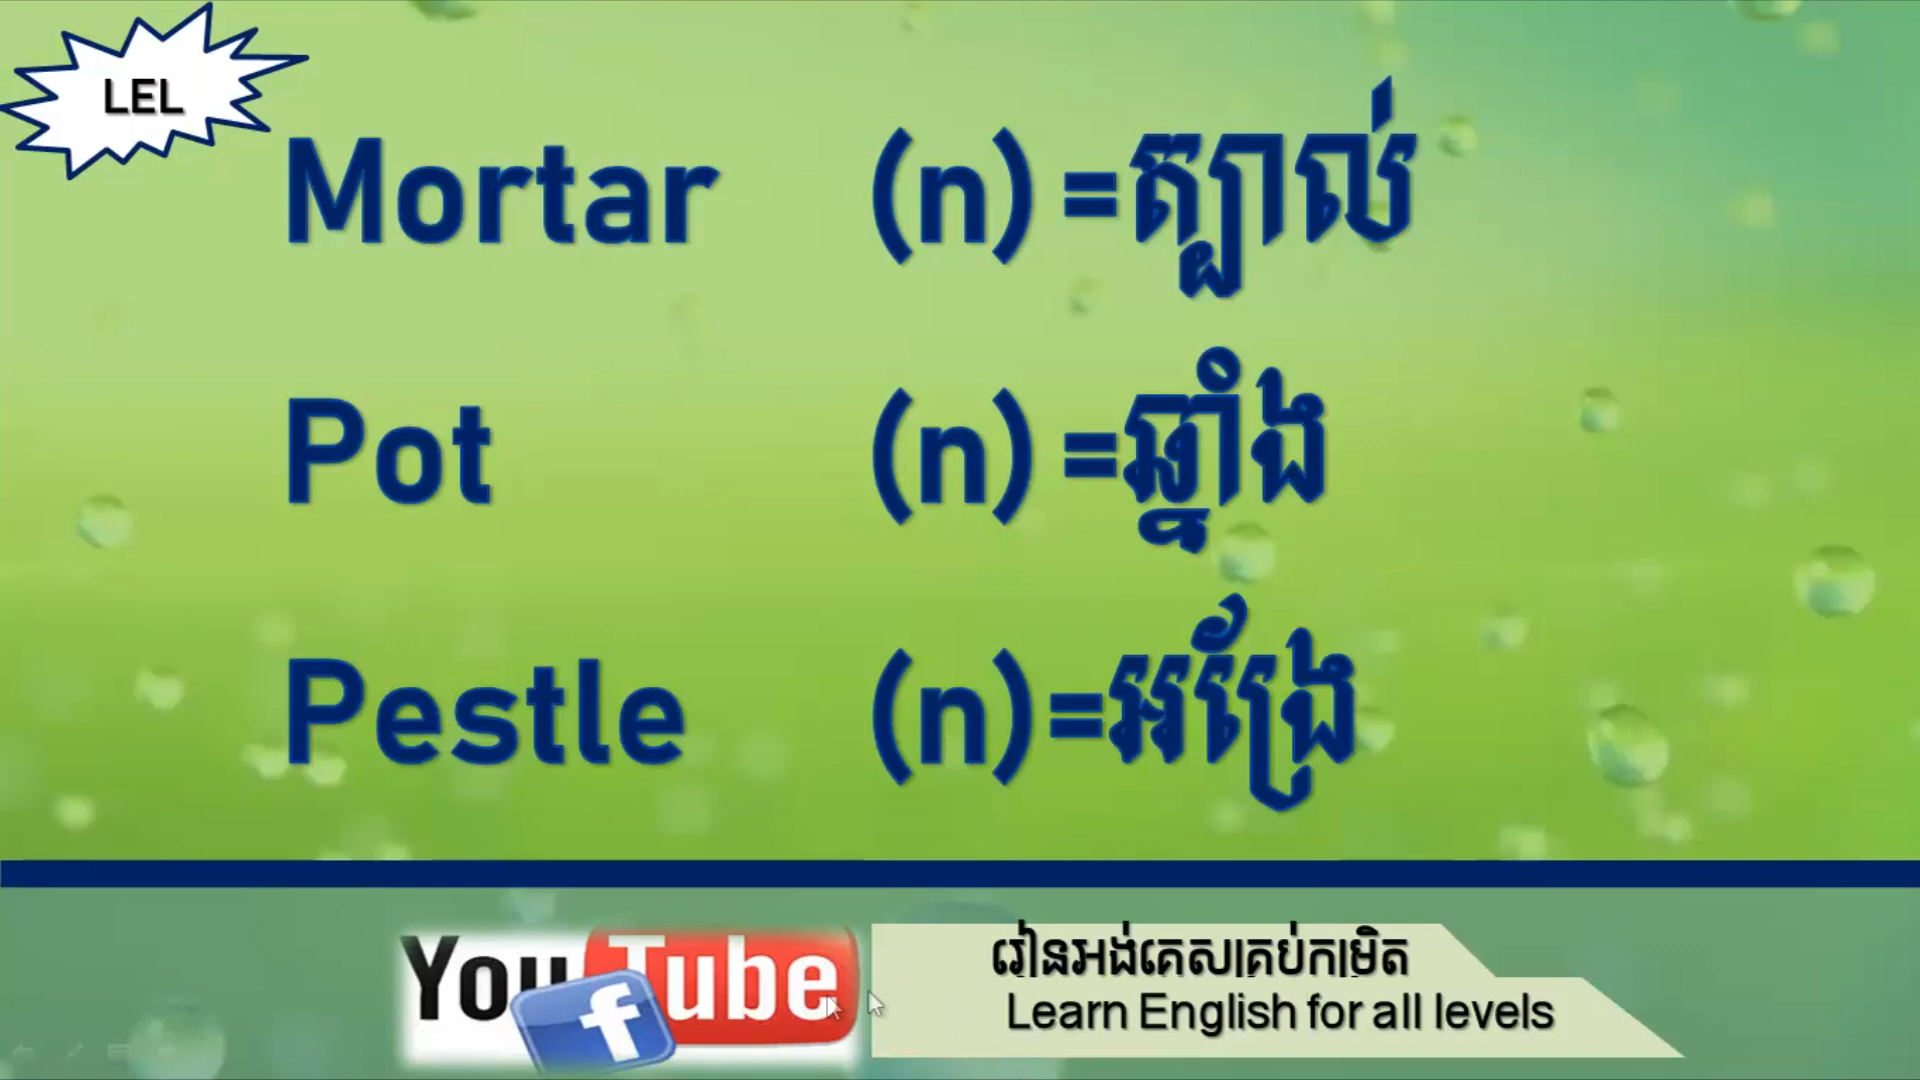 LEL
Mortar (n) =ត្បាល់
Pot (n) =ឆ្នាំង
Pestle (n)=អង្រែ៉
YouTube
f
រៀនអង់គេសគ្រប់កម្រិត
Learn English for all levels